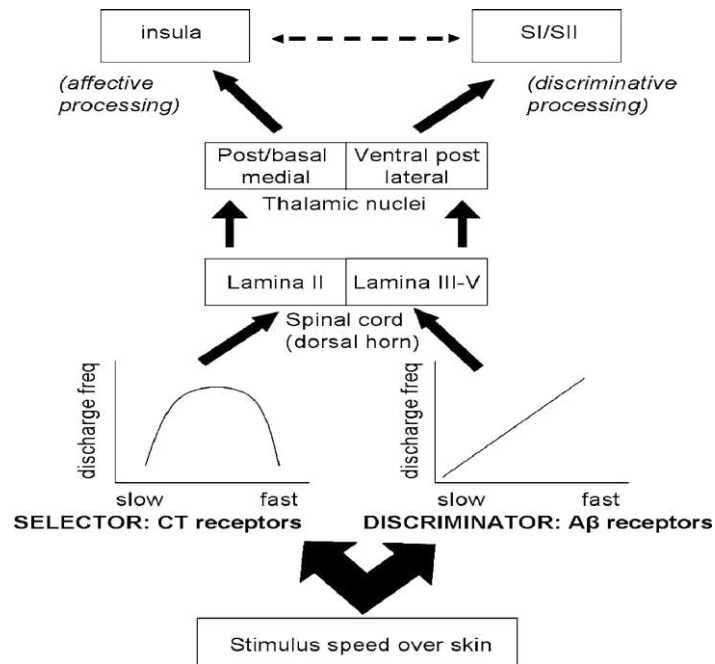 insula
SI/SII
(affective
processing)
(discriminative
processing)
Post/basal
medial
Ventral post
lateral
Thalamic nuclei
Lamina II
Lamina III-V
Spinal cord
(dorsal horn)
discharge freq
slow fast
SELECTOR: CT receptors
discharge freq
slow fast
DISCRIMINATOR: Aβ receptors
Stimulus speed over skin